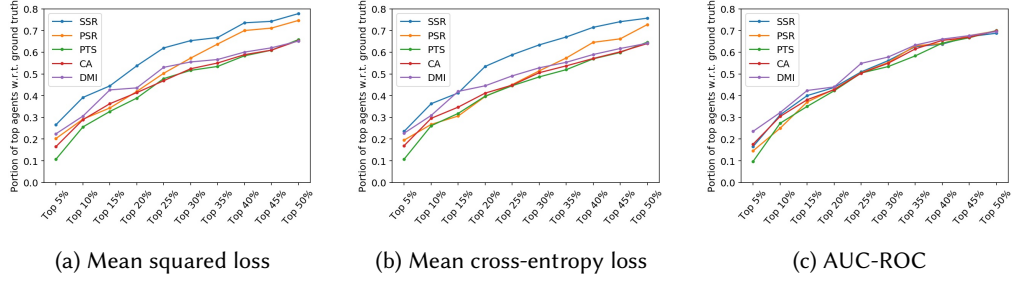 Portion of top agents w.r.t. ground truth
0.8
0.7
0.6
0.5
0.4
0.3
0.2
0.1
0.0
SSR
PSR
PTS
CA
DMI
Top 5%
Top 10%
Top 15%
Top 20%
Top 25%
Top 30%
Top 35%
Top 40%
Top 45%
Top 50%
(a) Mean squared loss
Portion of top agents w.r.t. ground truth
0.8
0.7
0.6
0.5
0.4
0.3
0.2
0.1
0.0
SSR
PSR
PTS
CA
DMI
Top 5%
Top 10%
Top 15%
Top 20%
Top 25%
Top 30%
Top 35%
Top 40%
Top 45%
Top 50%
(b) Mean cross-entropy loss
Portion of top agents w.r.t. ground truth
0.8
0.7
0.6
0.5
0.4
0.3
0.2
0.1
0.0
SSR
PSR
PTS
CA
DMI
Top 5%
Top 10%
Top 15%
Top 20%
Top 25%
Top 30%
Top 35%
Top 40%
Top 45%
Top 50%
(c) AUC-ROC